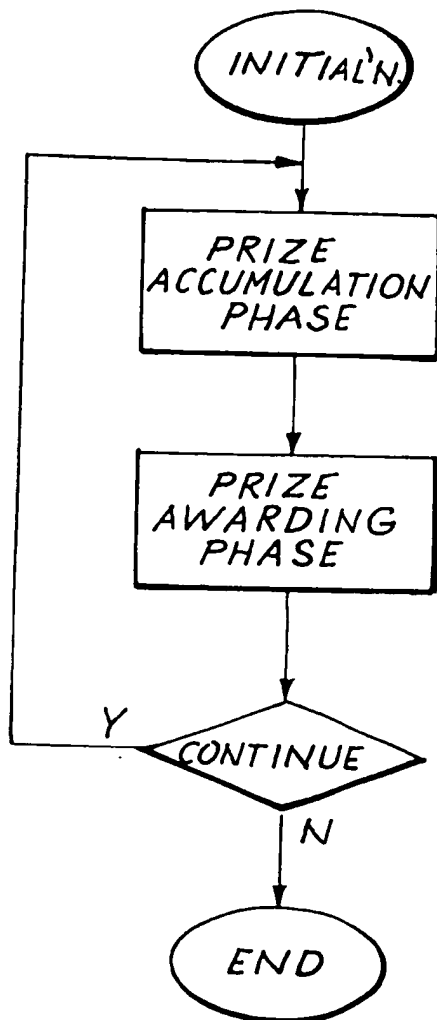 INITIAL'N.
PRIZE
ACCUMULATION
PHASE
PRIZE
AWARDING
PHASE
CONTINUE
Y
N
END